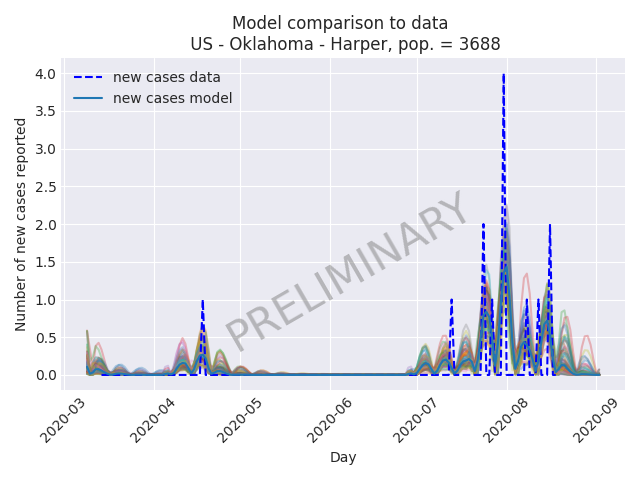 Model comparison to data
US - Oklahoma - Harper, pop. = 3688
new cases data
new cases model
4.0
3.5
3.0
2.5
2.0
1.5
1.0
0.5
0.0
Number of new cases reported
PRELIMINARY
2020-03
2020-04
2020-05
2020-06
2020-07
2020-08
2020-09
Day